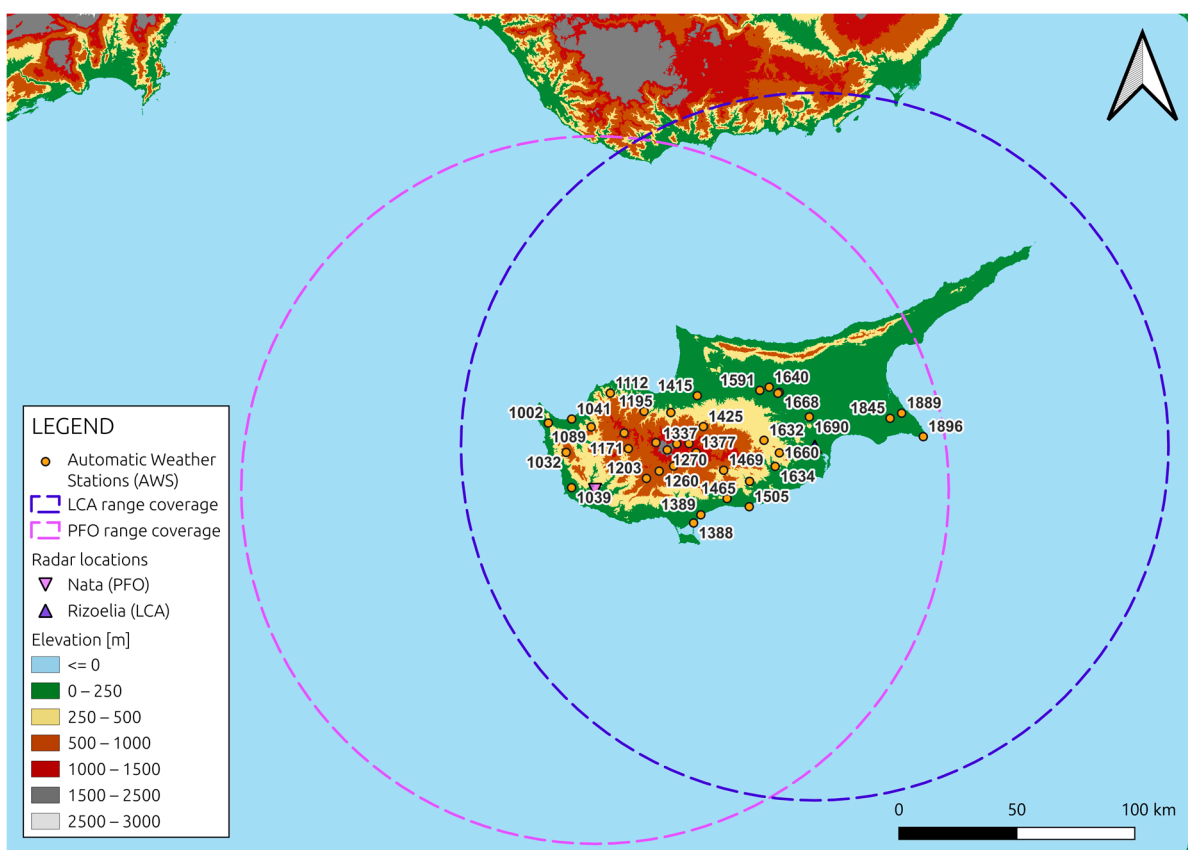 1112
1415
1591
1640
1195
1002
1041
1668
1845
1889
1425
1089
1337
1377
1632
1690
1896
1171
1032
1270
1660
1203
1469
1634
1260
1465
1039
1389
1505
1388
LEGEND
Automatic Weather
Stations (AWS)
LCA range coverage
PFO range coverage
Radar locations
Nata (PFO)
Rizoelia (LCA)
Elevation [m]
<= 0
0 – 250
250 – 500
500 – 1000
1000 – 1500
1500 – 2500
2500 – 3000
0 50 100 km